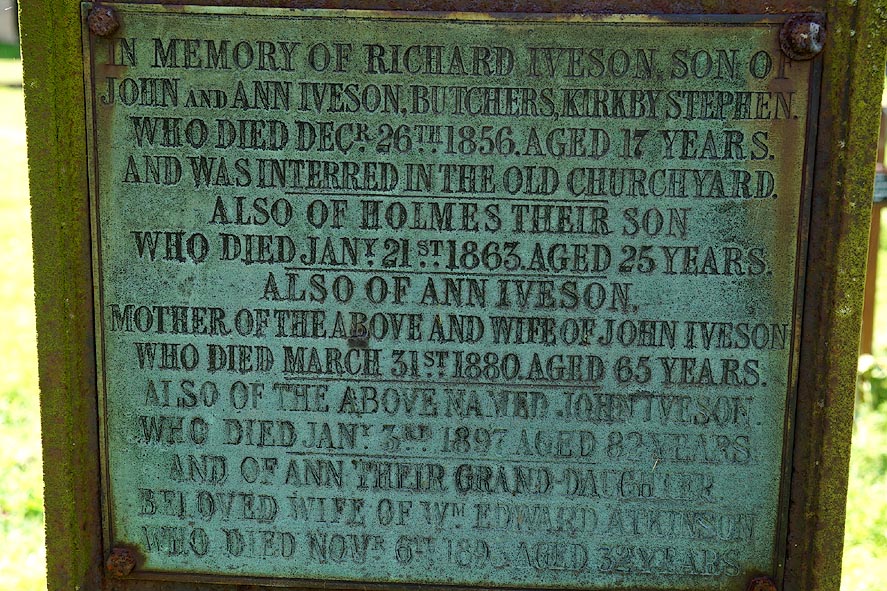 IN MEMORY OF RICHARD IVESON, SON OF
JOHN AND ANN IVESON, BUTCHERS, KIRKBY STEPHEN.
WHO DIED DECR. 26TH 1856. AGED 17 YEARS.
AND WAS INTERRED IN THE OLD CHURCHYARD.
ALSO OF HOLMES THEIR SON
WHO DIED JANY. 21ST. 1863. AGED 25 YEARS.
ALSO OF ANN IVESON,
MOTHER OF THE ABOVE AND WIFE OF JOHN IVESON
WHO DIED MARCH 31ST 1880. AGED 65 YEARS.
ALSO OF THE ABOVE NAMED JOHN IVESON
WHO DIED JANY 3RD 1897 AGED 82 YEARS
AND OF ANN THEIR GRAND-DAUGHTER
BELOVED WIFE OF WM EDWARD ATKINSON
WHO DIED NOVR 6TH AGED 32 YEARS